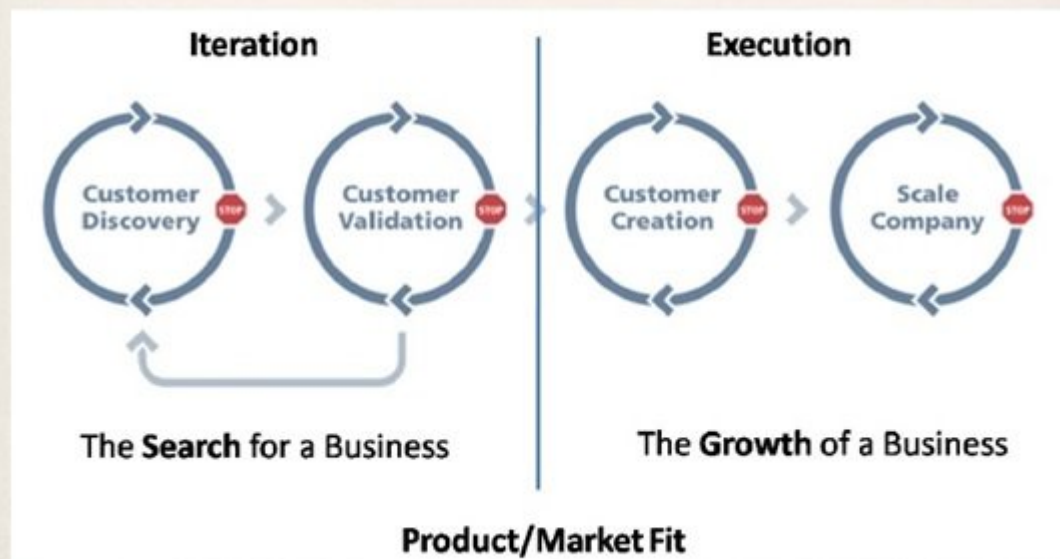 Iteration
Execution
Customer
Discovery
STOP
Customer
Validation
STOP
Customer
Creation
STOP
Scale
Company
STOP
The Search for a Business
The Growth of a Business
Product/Market Fit